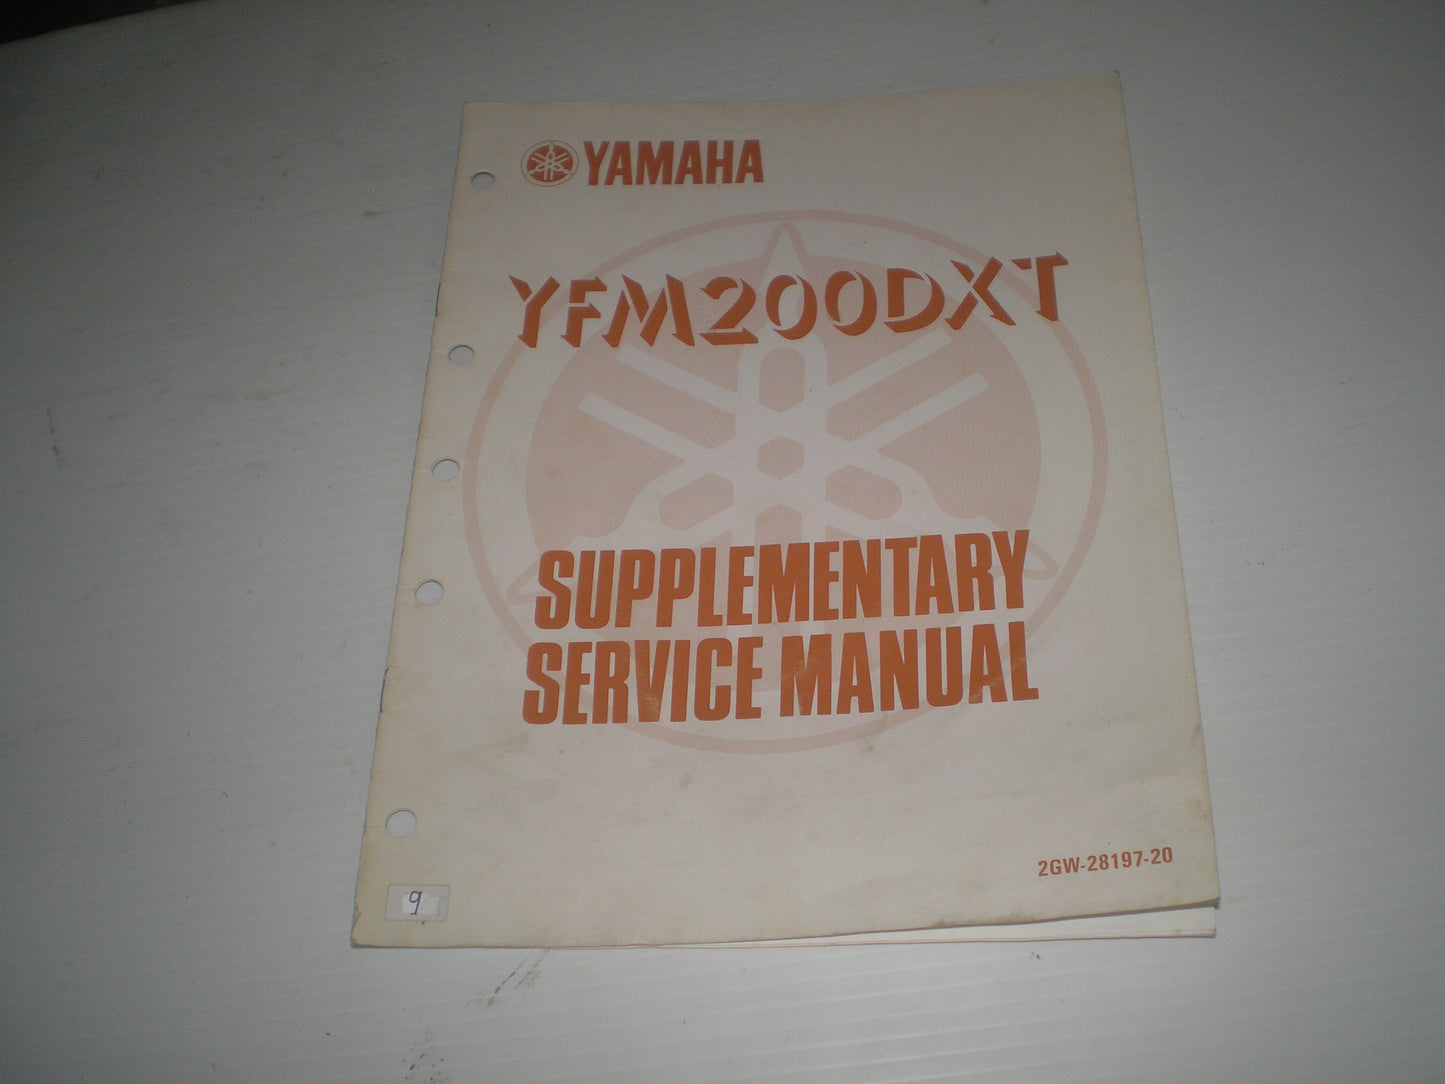 YAMAHA
YFM200DXT
SUPPLEMENTARY
SERVICE MANUAL
2GW-28197-20
9